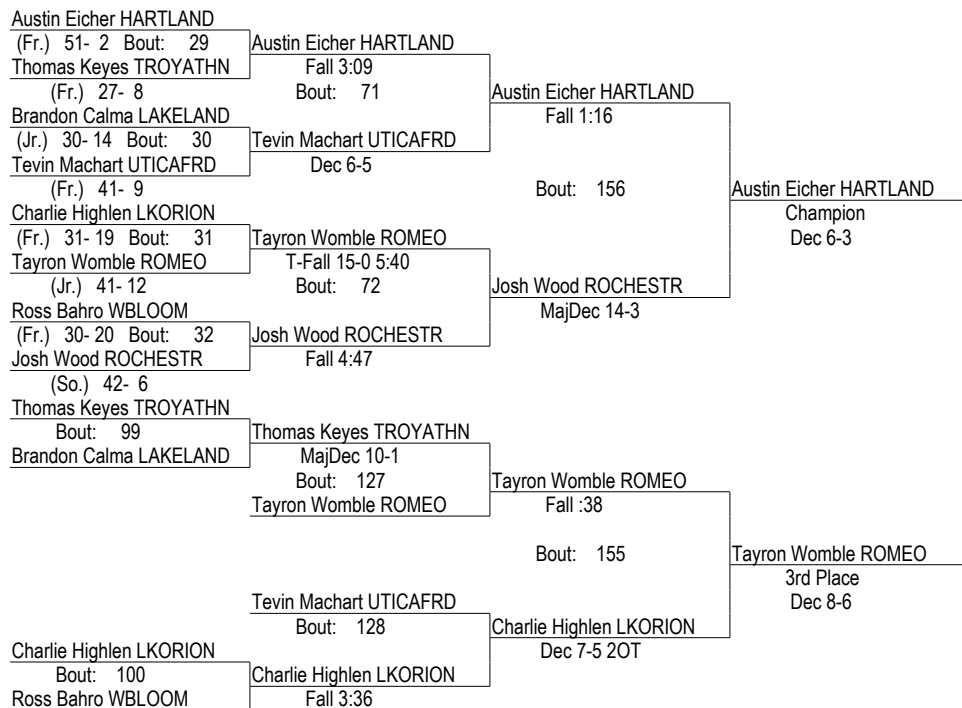 Austin Eicher HARTLAND
(Fr.) 51- 2 Bout: 29
Austin Eicher HARTLAND
Thomas Keyes TROYATHN
Fall 3:09
(Fr.) 27- 8
Bout: 71
Austin Eicher HARTLAND
Brandon Calma LAKELAND
Fall 1:16
(Jr.) 30- 14 Bout: 30
Tevin Machart UTICAFRD
Tevin Machart UTICAFRD
Dec 6-5
(Fr.) 41- 9
Bout: 156
Austin Eicher HARTLAND
Charlie Highlen LKORION
Champion
(Fr.) 31- 19 Bout: 31
Tayron Womble ROMEO
Dec 6-3
Tayron Womble ROMEO
T-Fall 15-0 5:40
(Jr.) 41- 12
Bout: 72
Josh Wood ROCHESTR
Ross Bahro WBLOOM
MajDec 14-3
(Fr.) 30- 20 Bout: 32
Josh Wood ROCHESTR
Josh Wood ROCHESTR
Fall 4:47
(So.) 42- 6
Thomas Keyes TROYATHN
Bout: 99
Thomas Keyes TROYATHN
Brandon Calma LAKELAND
MajDec 10-1
Bout: 127
Tayron Womble ROMEO
Tayron Womble ROMEO
Fall :38
Bout: 155
Tayron Womble ROMEO
3rd Place
Tevin Machart UTICAFRD
Dec 8-6
Bout: 128
Charlie Highlen LKORION
Charlie Highlen LKORION
Dec 7-5 2OT
Bout: 100
Charlie Highlen LKORION
Ross Bahro WBLOOM
Fall 3:36